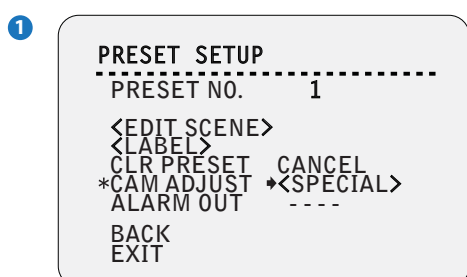 1
PRESET SETUP
PRESET NO. 1
<EDIT SCENE>
<LABEL>
CLR PRESET CANCEL
*CAM ADJUST ➧<SPECIAL>
ALARM OUT ----
BACK
EXIT